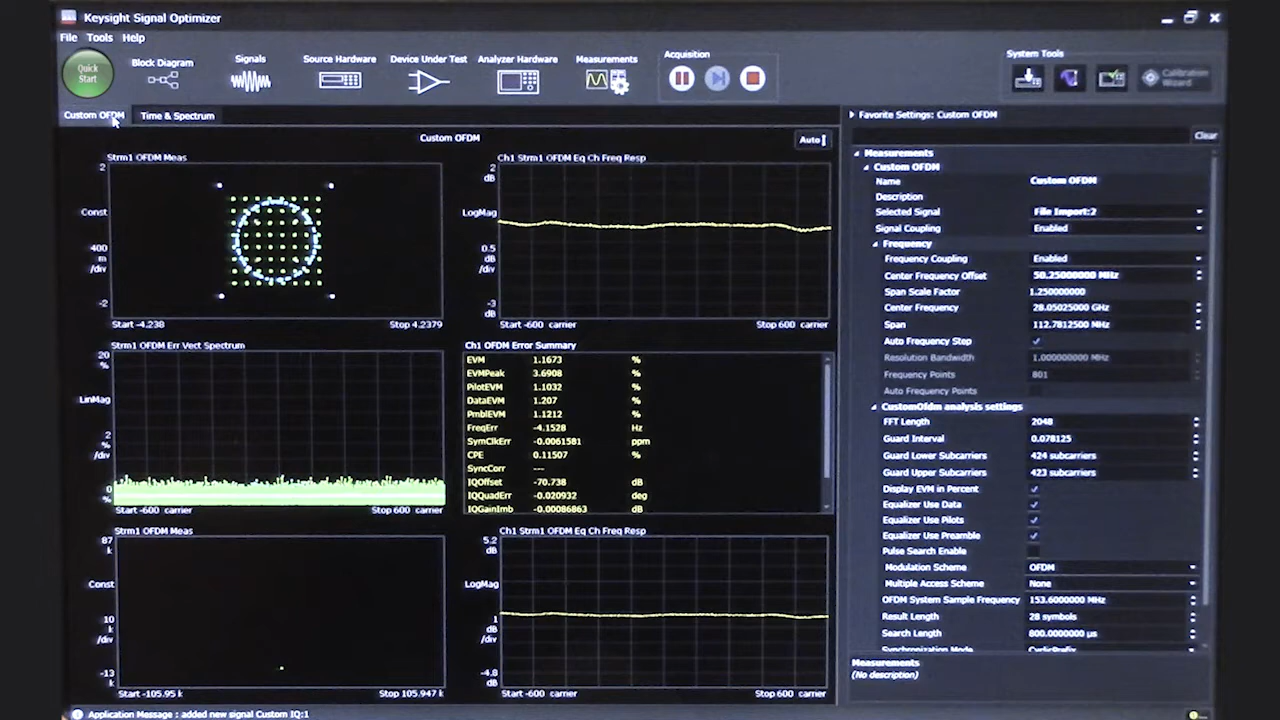 Keysight Signal Optimizer
File Tools Help
Quick Start
Block Diagram
Signals
Source Hardware
Device Under Test
Analyzer Hardware
Measurements
Acquisition
System Tools
Calibration Wizard
Custom OFDM
Time & Spectrum
Custom OFDM
Auto
Strm1 OFDM Meas
2
Const
400
m
/div
-2
Start -4.238
Stop 4.2379
Ch1 Strm1 OFDM Eq Ch Freq Resp
2
dB
LogMag
0.5
dB
/div
-3
dB
Start -600 carrier
Stop 600 carrier
Strm1 OFDM Err Vect Spectrum
20
%
LinMag
2
%
/div
0
%
Start -600 carrier
Stop 600 carrier
Ch1 OFDM Error Summary
EVM 1.1673 %
EVMPeak 3.6908 %
PilotEVM 1.1032 %
DataEVM 1.207 %
PmblEVM 1.1212 %
FreqErr -4.1528 Hz
SymClkErr -0.0061581 ppm
CPE 0.11507 %
SyncCorr ---
IQOffset -70.738 dB
IQQuadErr -0.020932 deg
IQGainImb -0.00086863 dB
Strm1 OFDM Meas
87
k
Const
10
k
/div
-13
k
Start -105.95 k
Stop 105.947 k
Ch1 Strm1 OFDM Eq Ch Freq Resp
5.2
dB
LogMag
1
dB
/div
-4.8
dB
Start -600 carrier
Stop 600 carrier
Favorite Settings: Custom OFDM
Clear
Measurements
Custom OFDM
Name Custom OFDM
Description
Selected Signal File Import:2
Signal Coupling Enabled
Frequency
Frequency Coupling Enabled
Center Frequency Offset 50.25000000 MHz
Span Scale Factor 1.250000000
Center Frequency 28.05025000 GHz
Span 112.7812500 MHz
Auto Frequency Step
Resolution Bandwidth 1.000000000 MHz
Frequency Points 801
Auto Frequency Points
CustomOfdm analysis settings
FFT Length 2048
Guard Interval 0.078125
Guard Lower Subcarriers 424 subcarriers
Guard Upper Subcarriers 423 subcarriers
Display EVM in Percent
Equalizer Use Data
Equalizer Use Pilots
Equalizer Use Preamble
Pulse Search Enable
Modulation Scheme OFDM
Multiple Access Scheme None
OFDM System Sample Frequency 153.6000000 MHz
Result Length 28 symbols
Search Length 800.0000000 µs
Synchronization Mode CyclicPrefix
Measurements
(No description)
Application Message : added new signal Custom IQ:1